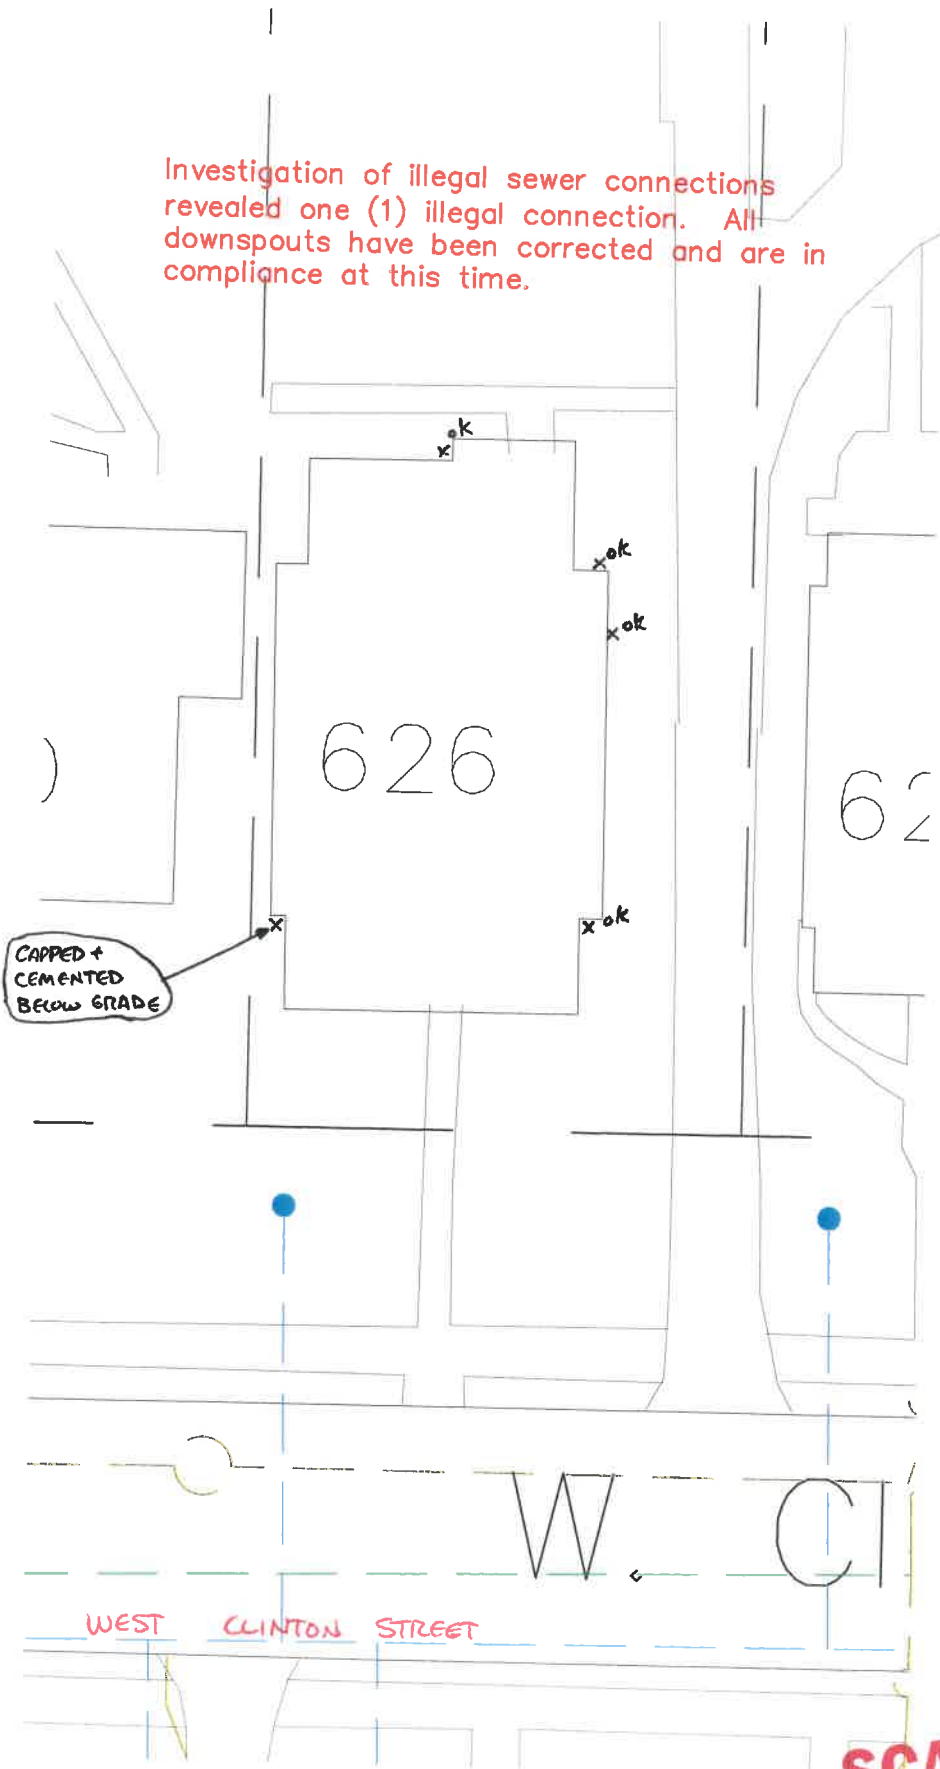 Investigation of illegal sewer connections
revealed one (1) illegal connection. All
downspouts have been corrected and are in
compliance at this time.
ok
x
x ok
x ok
626
)
62
x
x ok
CAPPED +
CEMENTED
BELOW GRADE
W. Cl
WEST CLINTON STREET